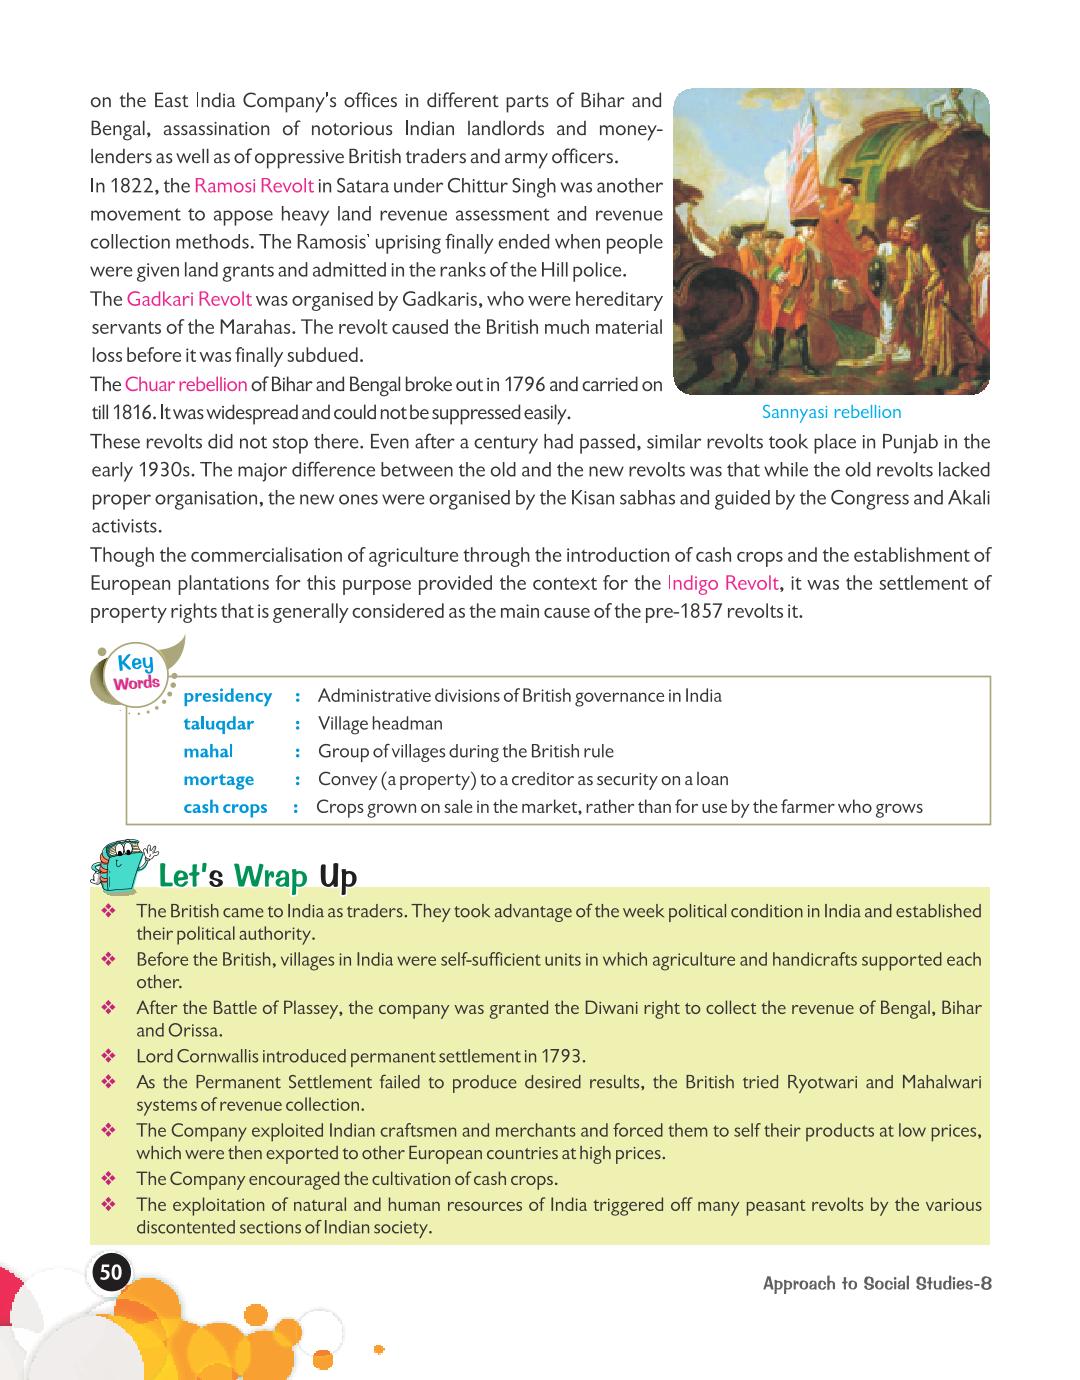 on the East India Company's offices in different parts of Bihar and
Bengal, assassination of notorious Indian landlords and money-
lenders as well as of oppressive British traders and army officers.
In 1822, the Ramosi Revolt in Satara under Chittur Singh was another
movement to appose heavy land revenue assessment and revenue
collection methods. The Ramosis' uprising finally ended when people
were given land grants and admitted in the ranks of the Hill police.
The Gadkari Revolt was organised by Gadkaris, who were hereditary
servants of the Marahas. The revolt caused the British much material
loss before it was finally subdued.
The Chuar rebellion of Bihar and Bengal broke out in 1796 and carried on
till 1816. It was widespread and could not be suppressed easily.
Sannyasi rebellion
These revolts did not stop there. Even after a century had passed, similar revolts took place in Punjab in the
early 1930s. The major difference between the old and the new revolts was that while the old revolts lacked
proper organisation, the new ones were organised by the Kisan sabhas and guided by the Congress and Akali
activists.
Though the commercialisation of agriculture through the introduction of cash crops and the establishment of
European plantations for this purpose provided the context for the Indigo Revolt, it was the settlement of
property rights that is generally considered as the main cause of the pre-1857 revolts it.
Key
Words
presidency : Administrative divisions of British governance in India
taluqdar : Village headman
mahal : Group of villages during the British rule
mortage : Convey (a property) to a creditor as security on a loan
cash crops : Crops grown on sale in the market, rather than for use by the farmer who grows
Let's Wrap Up
❖ The British came to India as traders. They took advantage of the week political condition in India and established
their political authority.
❖ Before the British, villages in India were self-sufficient units in which agriculture and handicrafts supported each
other.
❖ After the Battle of Plassey, the company was granted the Diwani right to collect the revenue of Bengal, Bihar
and Orissa.
❖ Lord Cornwallis introduced permanent settlement in 1793.
❖ As the Permanent Settlement failed to produce desired results, the British tried Ryotwari and Mahalwari
systems of revenue collection.
❖ The Company exploited Indian craftsmen and merchants and forced them to self their products at low prices,
which were then exported to other European countries at high prices.
❖ The Company encouraged the cultivation of cash crops.
❖ The exploitation of natural and human resources of India triggered off many peasant revolts by the various
discontented sections of Indian society.
50
Approach to Social Studies-8